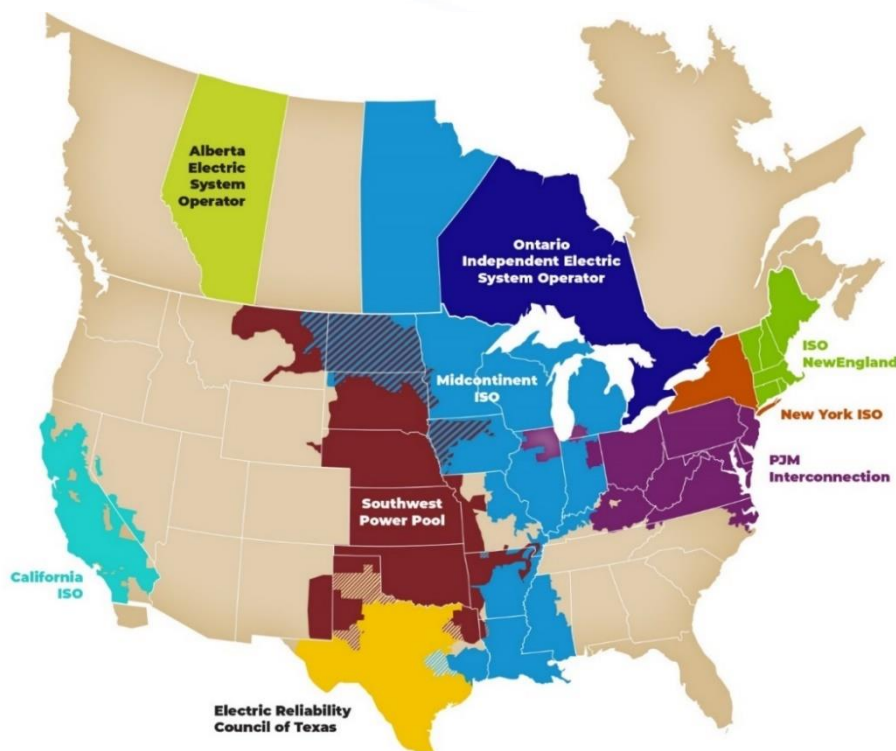 Alberta
Electric
System
Operator
Ontario
Independent Electric
System Operator
Midcontinent
ISO
ISO
NewEngland
New York ISO
PJM
Interconnection
Southwest
Power Pool
California
ISO
Electric Reliability
Council of Texas